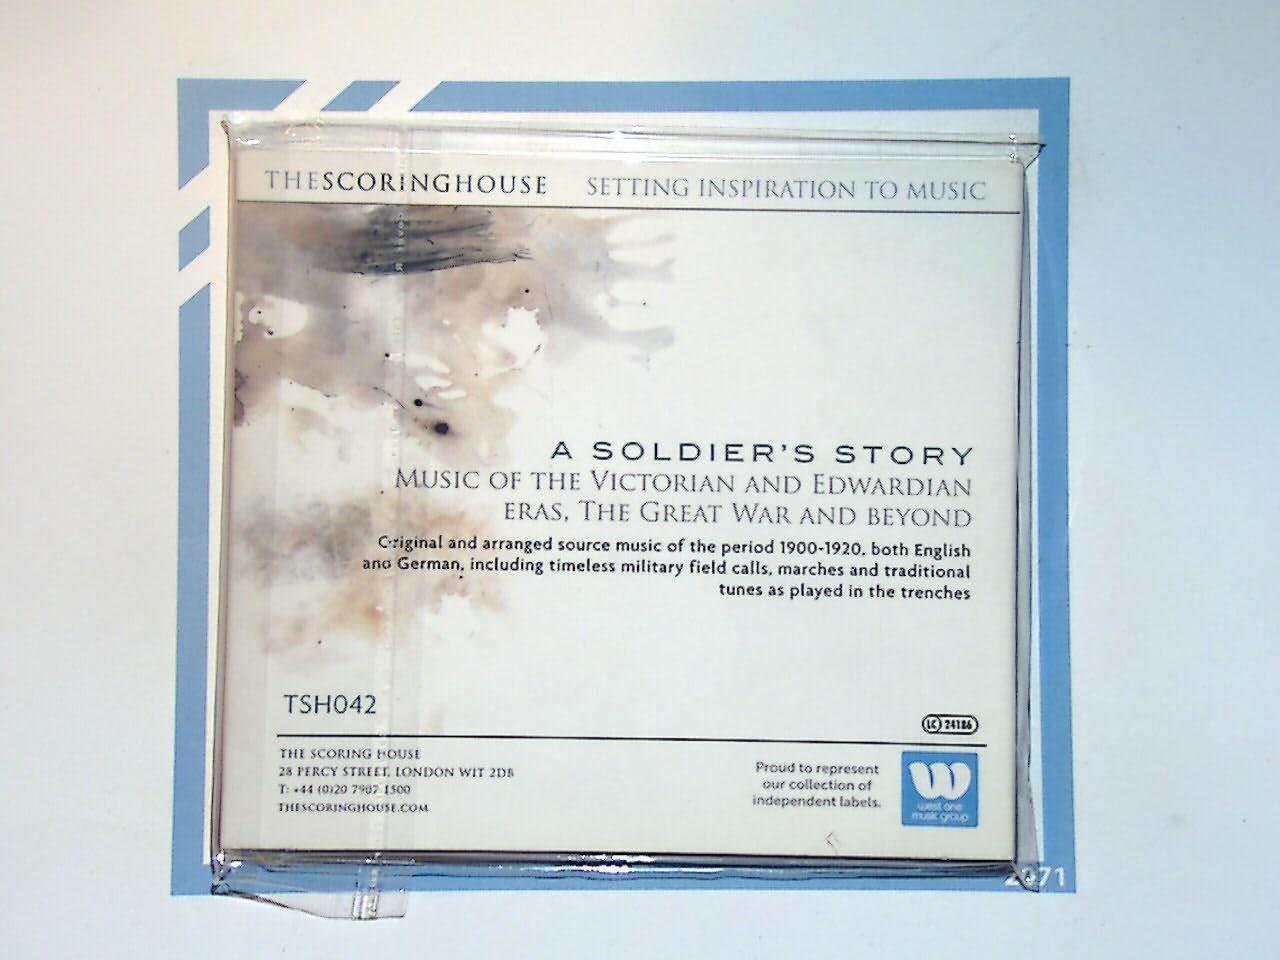 THESCORINGHOUSE SETTING INSPIRATION TO MUSIC
A SOLDIER'S STORY
MUSIC OF THE VICTORIAN AND EDWARDIAN
ERAS, THE GREAT WAR AND BEYOND
Original and arranged source music of the period 1900-1920, both English
and German, including timeless military field calls, marches and traditional
tunes as played in the trenches
TSH042
LC 24186
THE SCORING HOUSE
28 PERCY STREET, LONDON W1T 2DB
T: +44 (0)20 7907 1500
THESCORINGHOUSE.COM
Proud to represent
our collection of
independent labels.
west one
music group